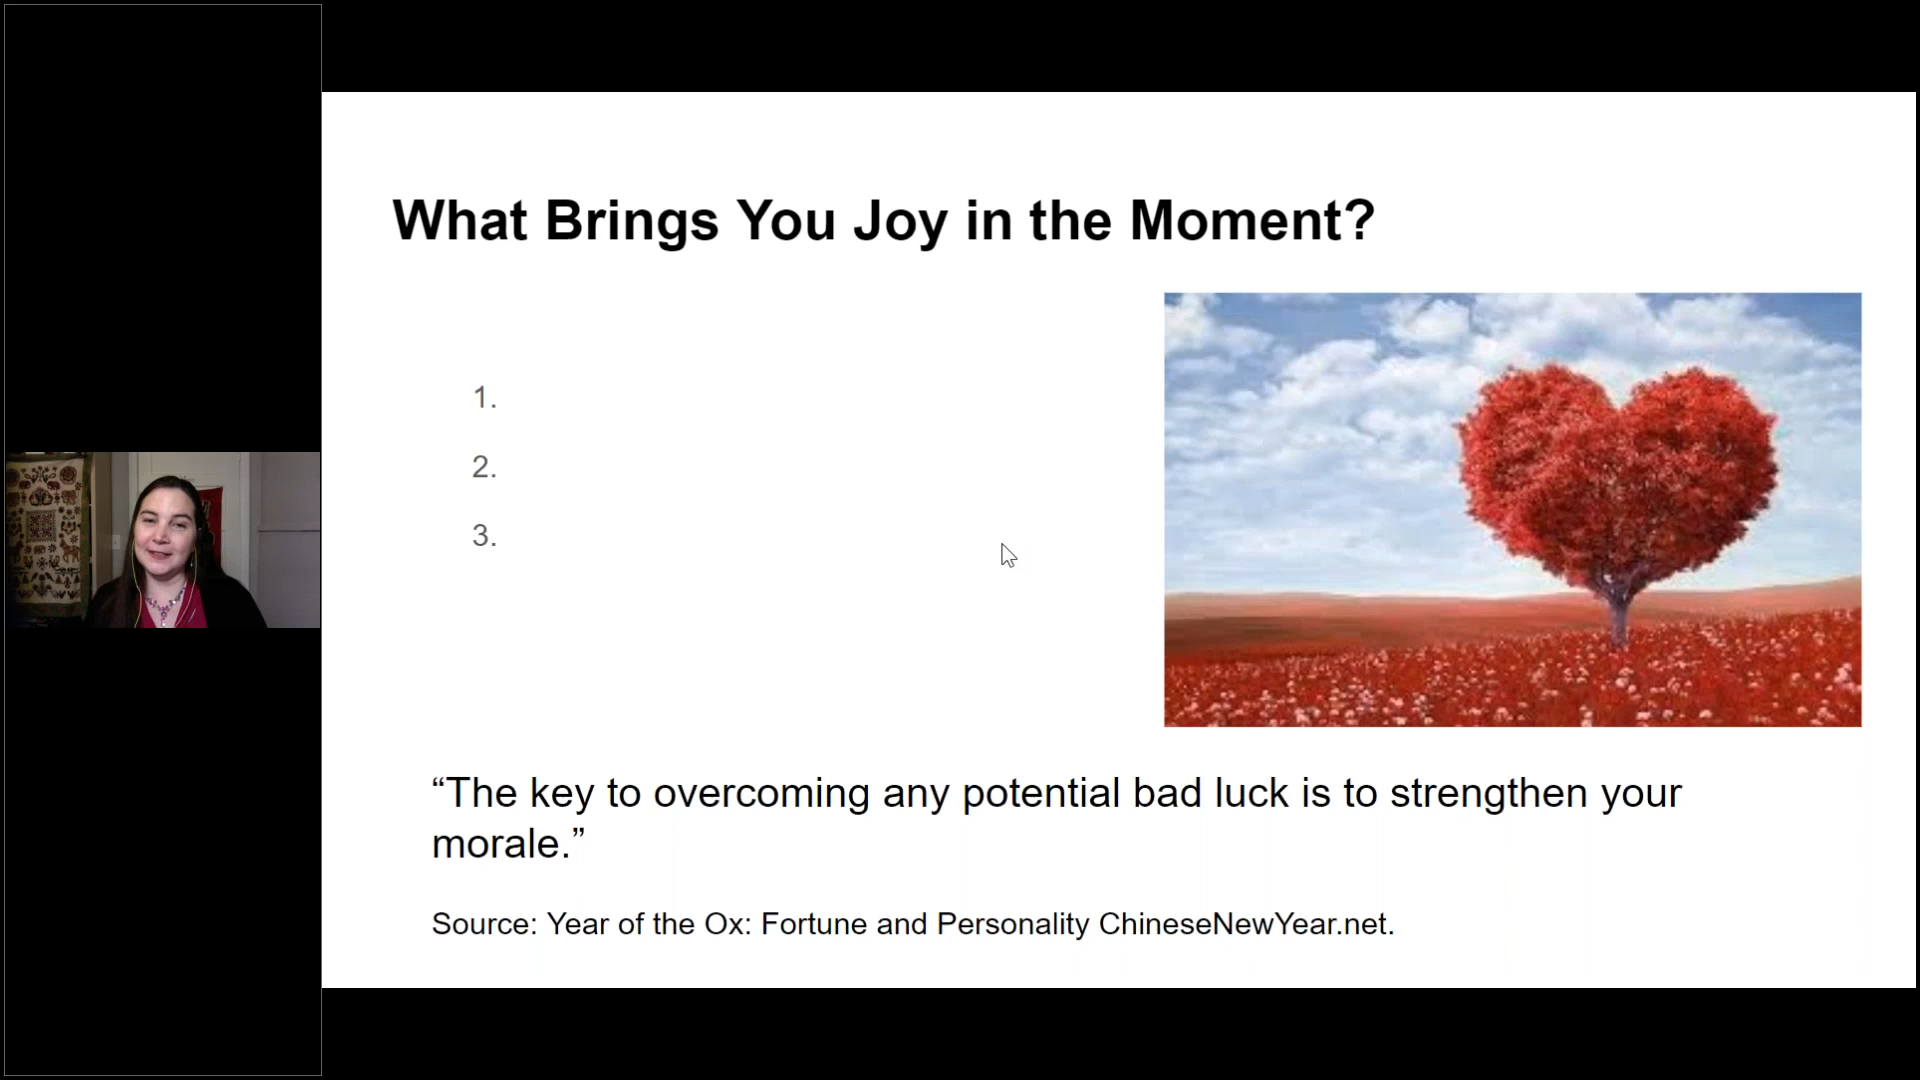 What Brings You Joy in the Moment?
1.
2.
3.
“The key to overcoming any potential bad luck is to strengthen your
morale.”
Source: Year of the Ox: Fortune and Personality ChineseNewYear.net.